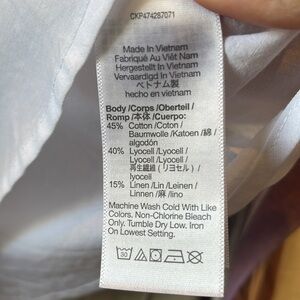 CKP474287071
Made In Vietnam
Fabriqué Au Viêt Nam
Hergestellt In Vietnam
Vervaardigd In Vietnam
ベトナム製
hecho en vietnam
Body /Corps /Oberteil /
Romp /本体 /Cuerpo:
45% Cotton /Coton /
Baumwolle /Katoen /綿 /
algodón
40% Lyocell /Lyocell /
Lyocell /Lyocell /
再生繊維 (リヨセル) /
lyocell
15% Linen /Lin /Leinen /
Linnen /麻 /lino
Machine Wash Cold With Like
Colors. Non-Chlorine Bleach
Only. Tumble Dry Low. Iron
On Lowest Setting.
30